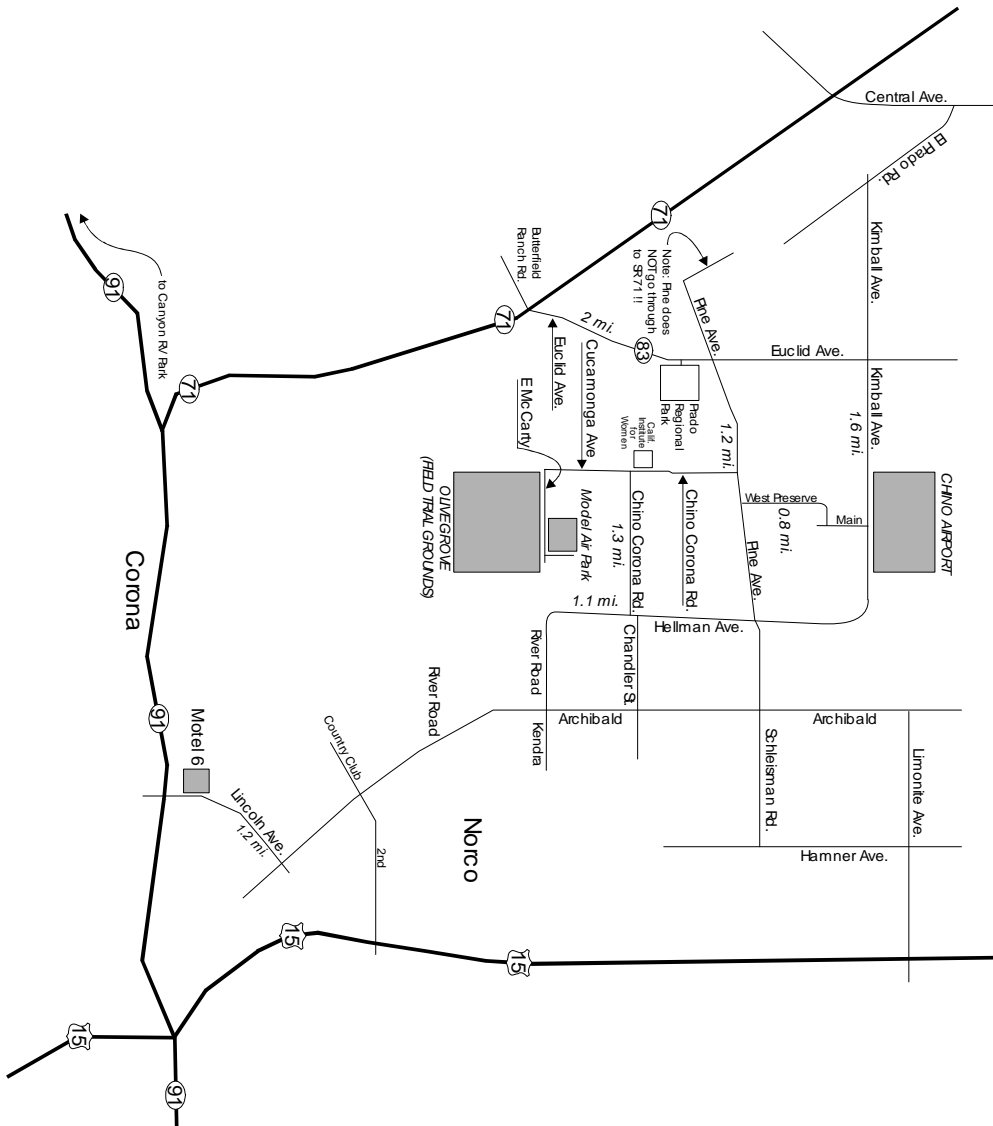 Central Ave.
El Prado Rd.
Kimball Ave.
71
Note: Pine does
NOT go through
to SR71 !!
Butterfield
Ranch Rd.
Pine Ave.
91
to Canyon RV Park
71
71
2 mi.
83
Euclid Ave.
Euclid Ave.
Kimball Ave.
1.6 mi.
Prado
Regional
Park
Cucamonga Ave
E McCarty
Calif.
Institute
for
Women
1.2 mi.
CHINO AIRPORT
West Preserve
Main
0.8 mi.
OLIVEGROVE
(FIELD TRIAL GROUNDS)
Model Air Park
Chino Corona Rd.
1.3 mi.
Chino Corona Rd.
Pine Ave.
Corona
1.1 mi.
Hellman Ave.
River Road
Chandler St.
River Road
Kendra
Archibald
Archibald
91
Motel 6
Country Club
Schleisman Rd.
Limonite Ave.
Lincoln Ave.
1.2 mi.
2nd
Norco
Hamner Ave.
15
15
15
91